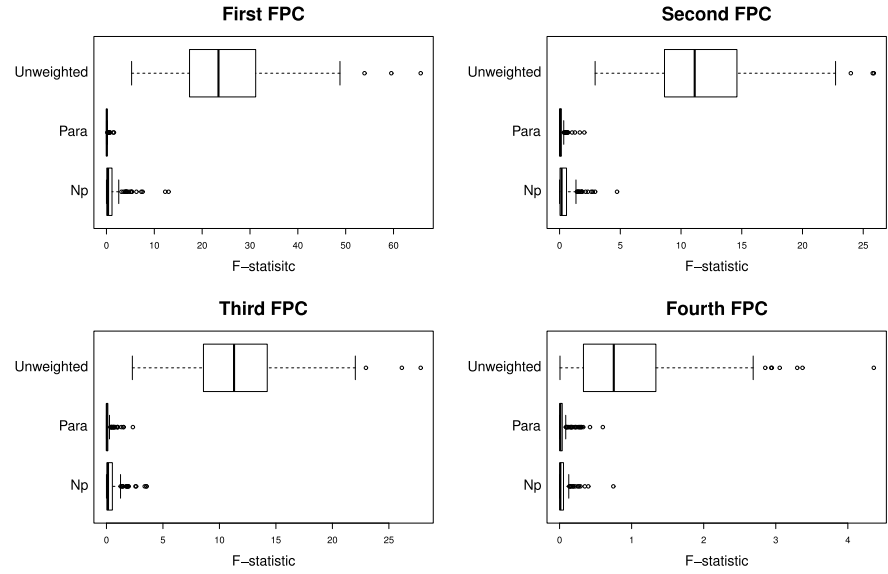 First FPC
Unweighted
Para
Np
0 10 20 30 40 50 60
F−statisitc
Second FPC
Unweighted
Para
Np
0 5 10 15 20 25
F−statistic
Third FPC
Unweighted
Para
Np
0 5 10 15 20 25
F−statistic
Fourth FPC
Unweighted
Para
Np
0 1 2 3 4
F−statistic